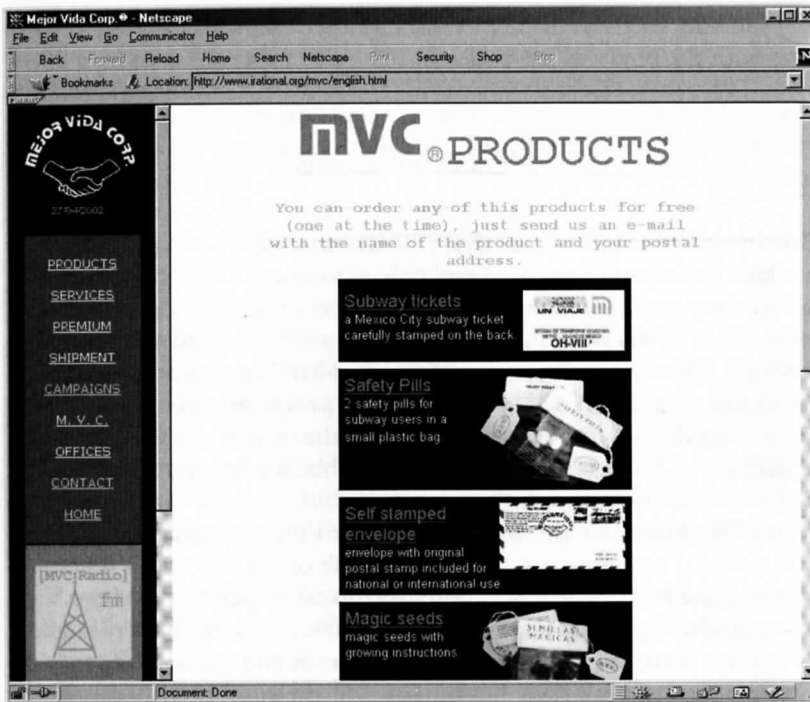 Mejor Vida Corp.® - Netscape
File Edit View Go Communicator Help
Back Forward Reload Home Search Netscape Print Security Shop Stop
Bookmarks Location: http://www.irational.org/mvc/english.html
MEJOR VIDA CORP.
27/04/2002
PRODUCTS
SERVICES
PREMIUM
SHIPMENT
CAMPAIGNS
M. V. C.
OFFICES
CONTACT
HOME
[MVC:Radio]
fm
mVC ® PRODUCTS
You can order any of this products for free
(one at the time), just send us an e-mail
with the name of the product and your postal
address.
Subway tickets
a Mexico City subway ticket
carefully stamped on the back.
UN VIAJE
OH-VIII
Safety Pills
2 safety pills for
subway users in a
small plastic bag
Self stamped
envelope
envelope with original
postal stamp included for
national or international use.
Magic seeds
magic seeds with
growing instructions
SEMILLAS
MAGICAS
Document: Done